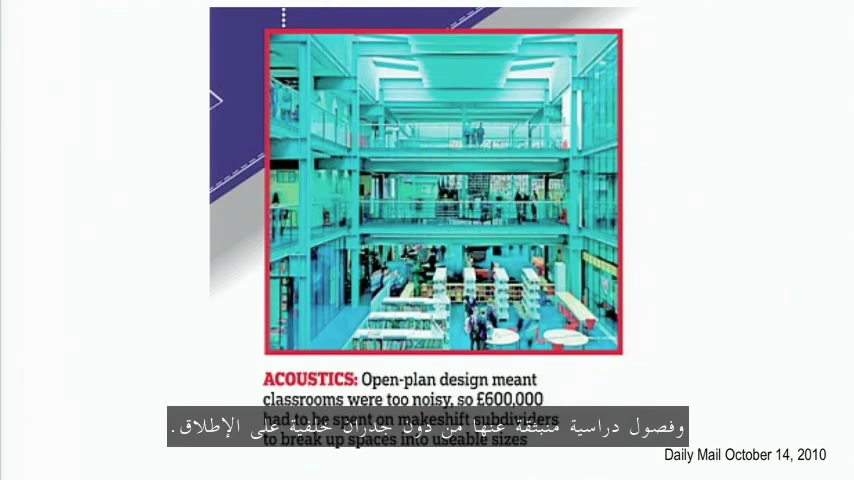 ACOUSTICS: Open-plan design meant
classrooms were too noisy, so £600,000
had to be spent on makeshift subdividers
to break up spaces into useable sizes
وفصول دراسية منبثقة عنها من دون جدران خلفية على الإطلاق.
Daily Mail October 14, 2010